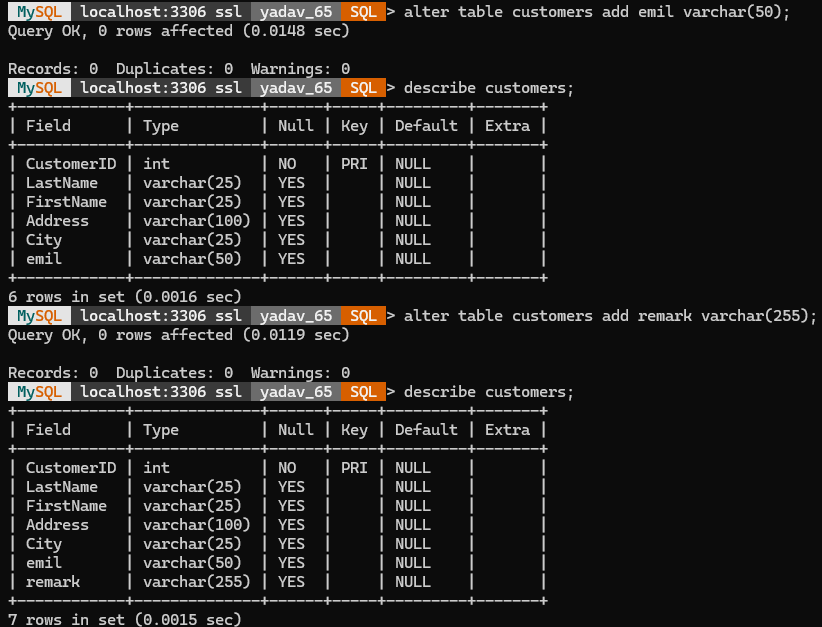 MySQL localhost:3306 ssl yadav_65 SQL > alter table customers add emil varchar(50);
Query OK, 0 rows affected (0.0148 sec)

Records: 0  Duplicates: 0  Warnings: 0
MySQL localhost:3306 ssl yadav_65 SQL > describe customers;
+------------+--------------+------+-----+---------+-------+
| Field      | Type         | Null | Key | Default | Extra |
+------------+--------------+------+-----+---------+-------+
| CustomerID | int          | NO   | PRI | NULL    |       |
| LastName   | varchar(25)  | YES  |     | NULL    |       |
| FirstName  | varchar(25)  | YES  |     | NULL    |       |
| Address    | varchar(100) | YES  |     | NULL    |       |
| City       | varchar(25)  | YES  |     | NULL    |       |
| emil       | varchar(50)  | YES  |     | NULL    |       |
+------------+--------------+------+-----+---------+-------+
6 rows in set (0.0016 sec)
MySQL localhost:3306 ssl yadav_65 SQL > alter table customers add remark varchar(255);
Query OK, 0 rows affected (0.0119 sec)

Records: 0  Duplicates: 0  Warnings: 0
MySQL localhost:3306 ssl yadav_65 SQL > describe customers;
+------------+--------------+------+-----+---------+-------+
| Field      | Type         | Null | Key | Default | Extra |
+------------+--------------+------+-----+---------+-------+
| CustomerID | int          | NO   | PRI | NULL    |       |
| LastName   | varchar(25)  | YES  |     | NULL    |       |
| FirstName  | varchar(25)  | YES  |     | NULL    |       |
| Address    | varchar(100) | YES  |     | NULL    |       |
| City       | varchar(25)  | YES  |     | NULL    |       |
| emil       | varchar(50)  | YES  |     | NULL    |       |
| remark     | varchar(255) | YES  |     | NULL    |       |
+------------+--------------+------+-----+---------+-------+
7 rows in set (0.0015 sec)